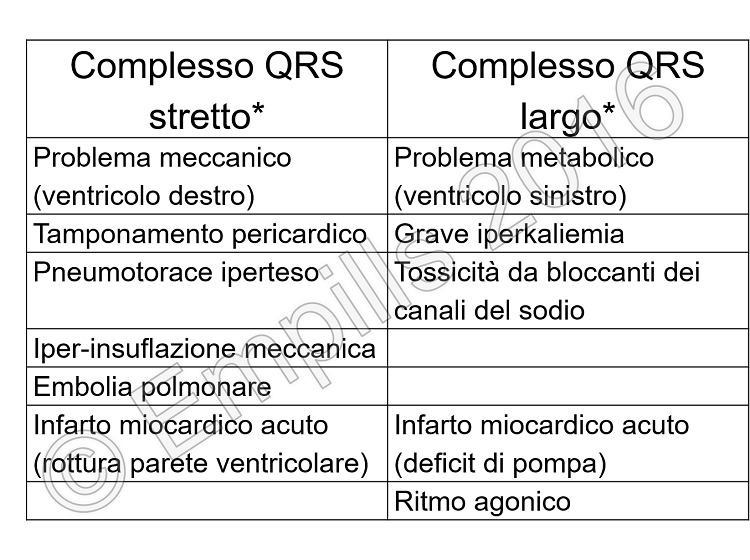 Complesso QRS
stretto*
Complesso QRS
largo*
Problema meccanico
(ventricolo destro)
Problema metabolico
(ventricolo sinistro)
Tamponamento pericardico
Grave iperkaliemia
Pneumotorace iperteso
Tossicità da bloccanti dei
canali del sodio
Iper-insuflazione meccanica
Embolia polmonare
Infarto miocardico acuto
(rottura parete ventricolare)
Infarto miocardico acuto
(deficit di pompa)
Ritmo agonico
© Empills 2016